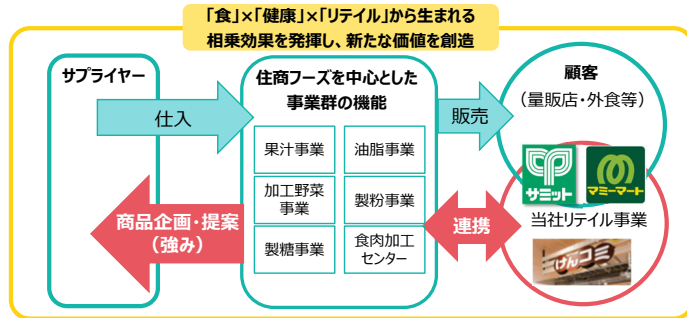 「食」×「健康」×「リテイル」から生まれる
相乗効果を発揮し、新たな価値を創造
サプライヤー
住商フーズを中心とした
事業群の機能
顧客
(量販店・外食等)
仕入
販売
果汁事業
油脂事業
加工野菜
事業
製粉事業
製糖事業
食肉加工
センター
商品企画・提案
(強み)
連携
サミット
マミーマート
当社リテイル事業
けんコミ